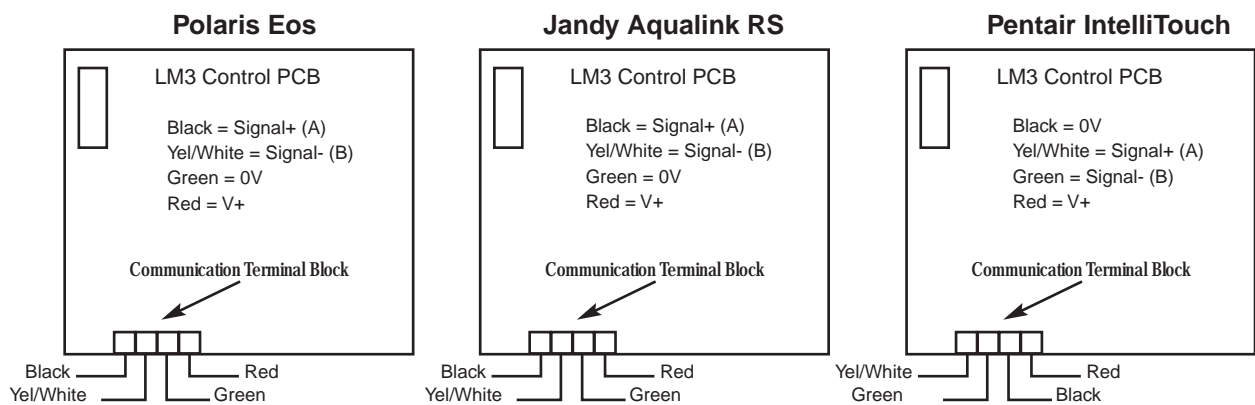 Polaris Eos
LM3 Control PCB
Black = Signal+ (A)
Yel/White = Signal- (B)
Green = 0V
Red = V+
Communication Terminal Block
Black
Red
Yel/White
Green
Jandy Aqualink RS
LM3 Control PCB
Black = Signal+ (A)
Yel/White = Signal- (B)
Green = 0V
Red = V+
Communication Terminal Block
Black
Red
Yel/White
Green
Pentair IntelliTouch
LM3 Control PCB
Black = 0V
Yel/White = Signal+ (A)
Green = Signal- (B)
Red = V+
Communication Terminal Block
Yel/White
Red
Green
Black